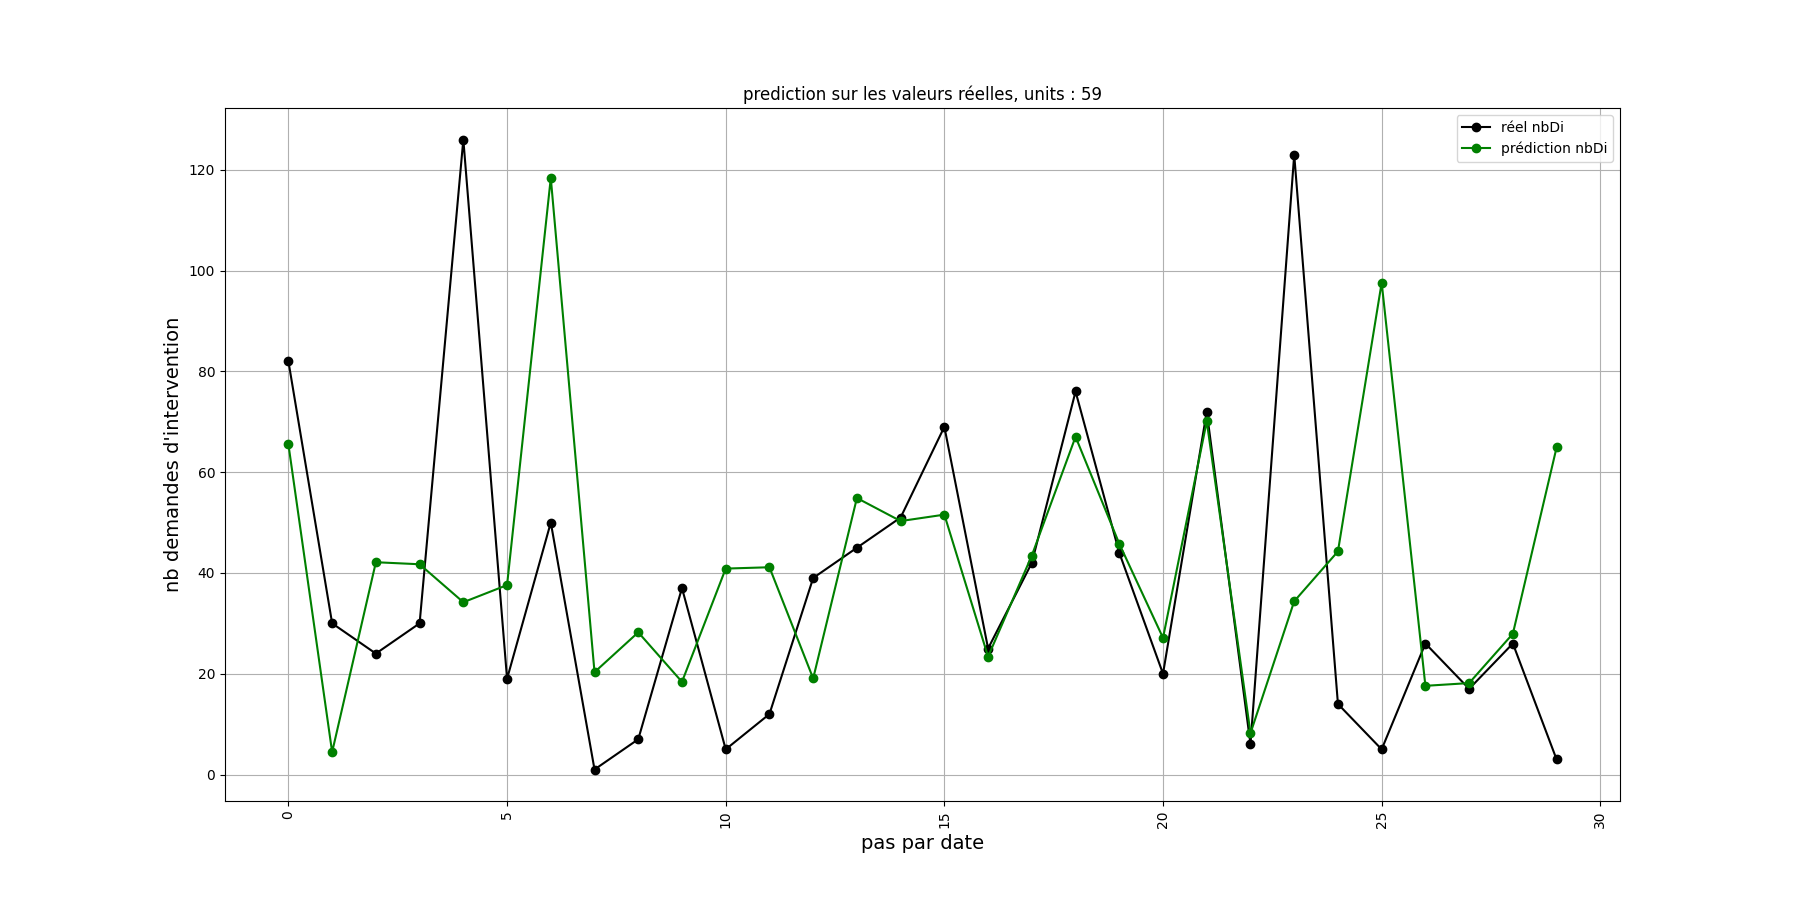 prediction sur les valeurs réelles, units : 59
réel nbDi
prédiction nbDi
120
100
80
60
40
20
0
nb demandes d'intervention
0 5 10 15 20 25 30
pas par date